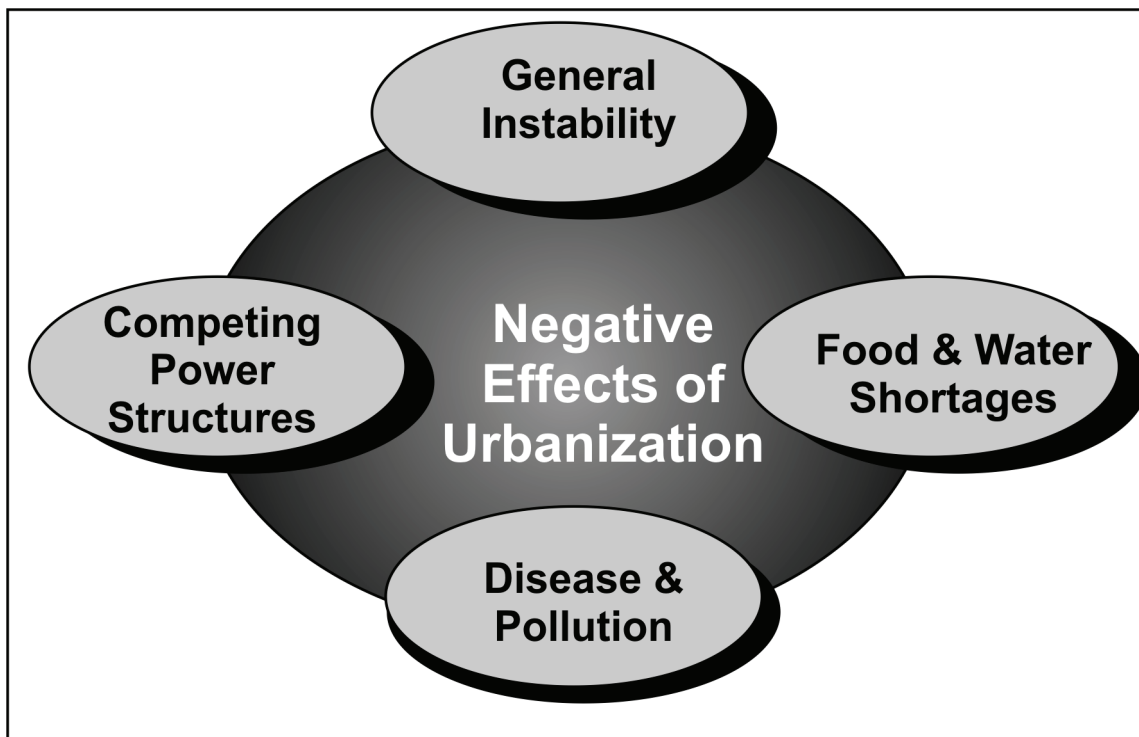 General
Instability
Competing
Power
Structures
Negative
Effects of
Urbanization
Food & Water
Shortages
Disease &
Pollution